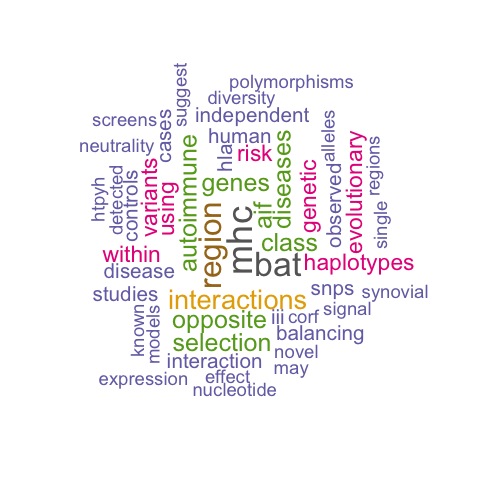 suggest
polymorphisms
diversity
screens
cases
independent
alleles
neutrality
human
hla
risk
diseases
evolutionary
regions
htpyh
detected
controls
variants
using
autoimmune
genes
aif
genetic
observed
single
region
mhc
class
within
bat
haplotypes
disease
studies
interactions
snps
synovial
signal
known
models
opposite
iii
corf
balancing
selection
novel
interaction
may
expression
effect
nucleotide